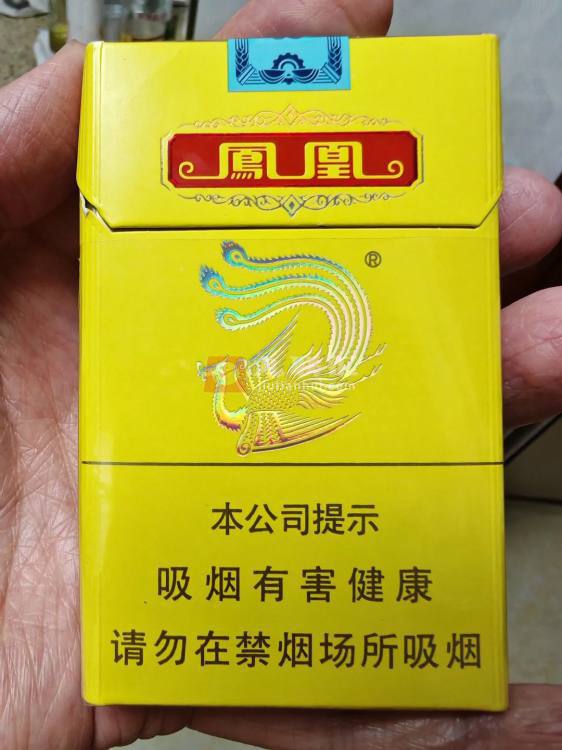 鳳凰
®
本公司提示
吸烟有害健康
请勿在禁烟场所吸烟